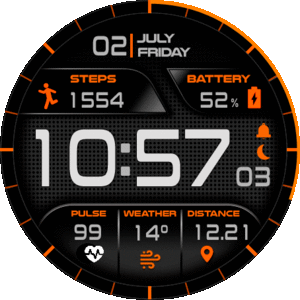 02 JULY
FRIDAY
STEPS BATTERY
1554 52%
10:57 03
PULSE WEATHER DISTANCE
99 14° 12.21